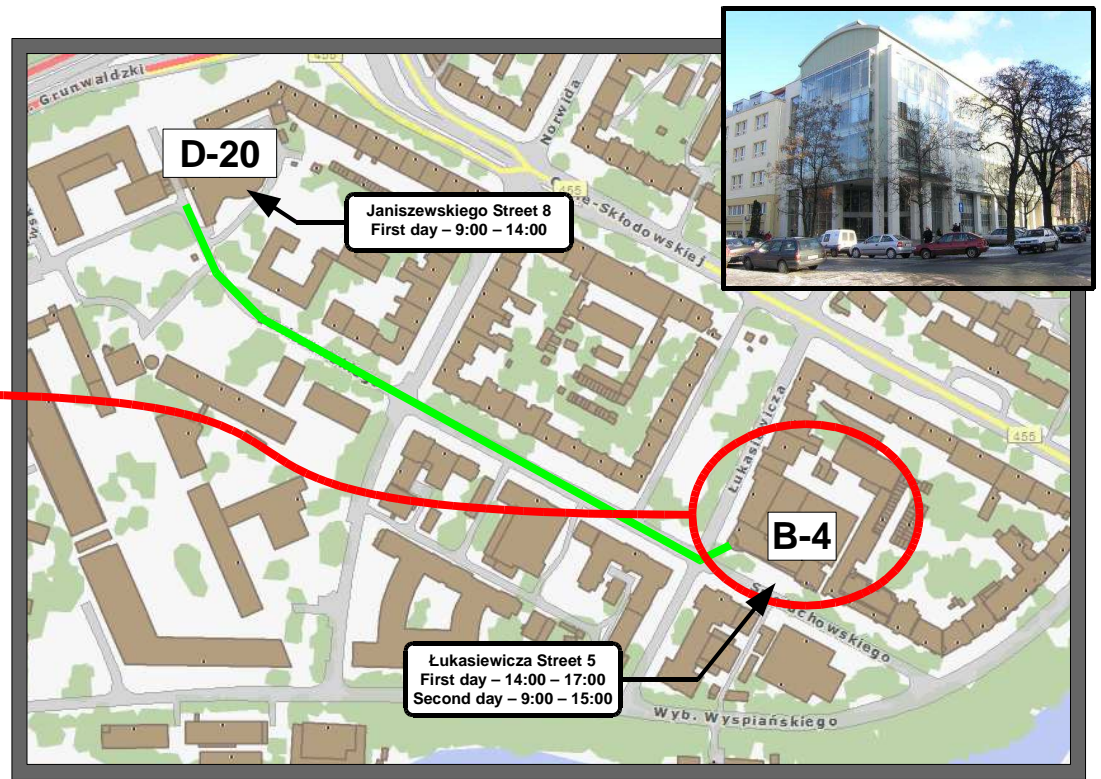 455
Grunwaldzki
Norwida
D-20
455
Janiszewskiego Street 8
First day – 9:00 – 14:00
ie-Skłodowskiej
Łukasiewicza
455
B-4
Łukasiewicza Street 5
First day – 14:00 – 17:00
Second day – 9:00 – 15:00
Wyb. Wyspiańskiego